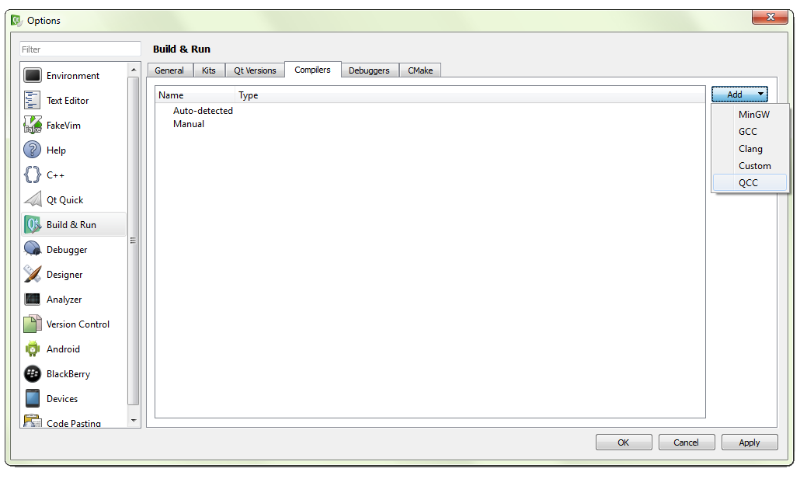 Options
Filter
Environment
Text Editor
FakeVim
Help
C++
Qt Quick
Build & Run
Debugger
Designer
Analyzer
Version Control
Android
BlackBerry
Devices
Code Pasting
Build & Run
General Kits Qt Versions Compilers Debuggers CMake
Name Type
Auto-detected
Manual
Add
MinGW
GCC
Clang
Custom
QCC
OK Cancel Apply